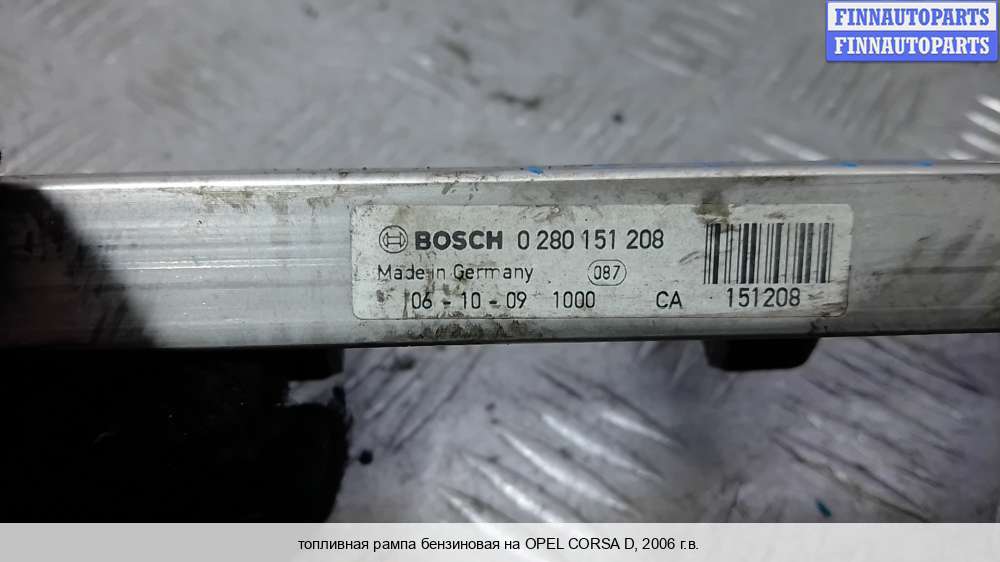 FINNAUTOPARTS
FINNAUTOPARTS
BOSCH 0 280 151 208
Made in Germany 087
06 - 10 - 09 1000 CA 151208
топливная рампа бензиновая на OPEL CORSA D, 2006 г.в.